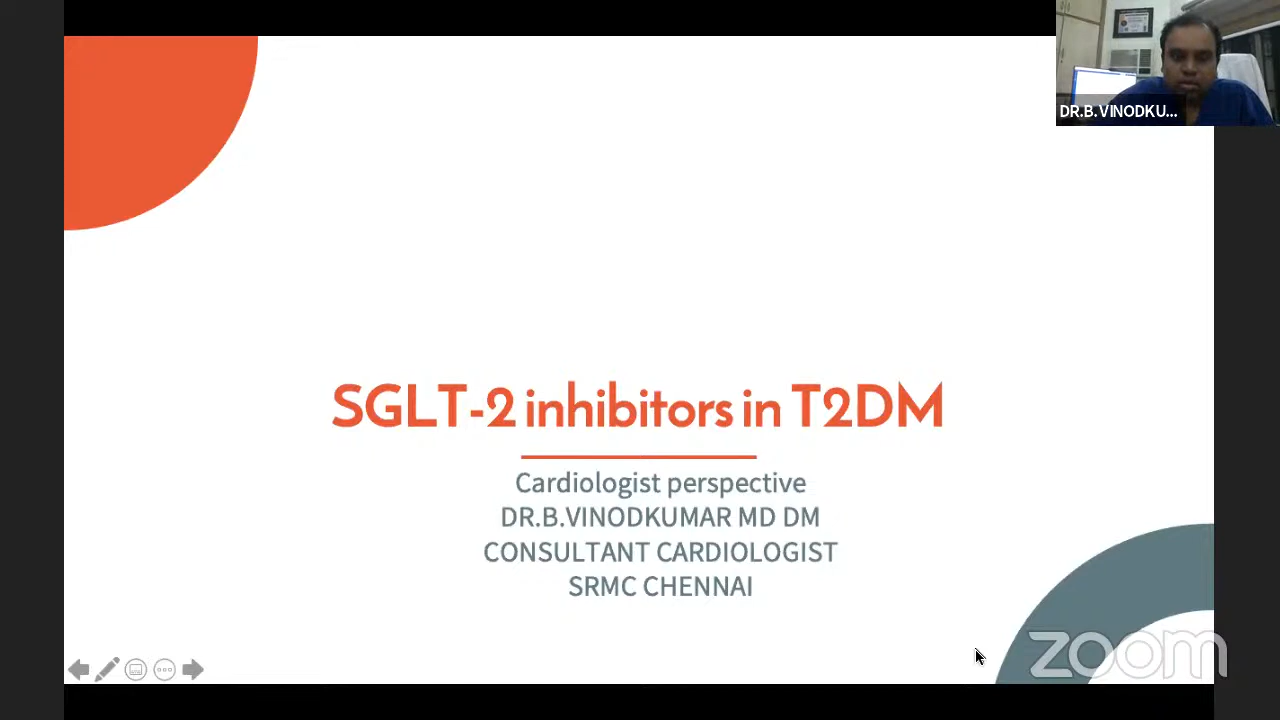 DR.B.VINODKU...
SGLT-2 inhibitors in T2DM
Cardiologist perspective
DR.B.VINODKUMAR MD DM
CONSULTANT CARDIOLOGIST
SRMC CHENNAI
zoom